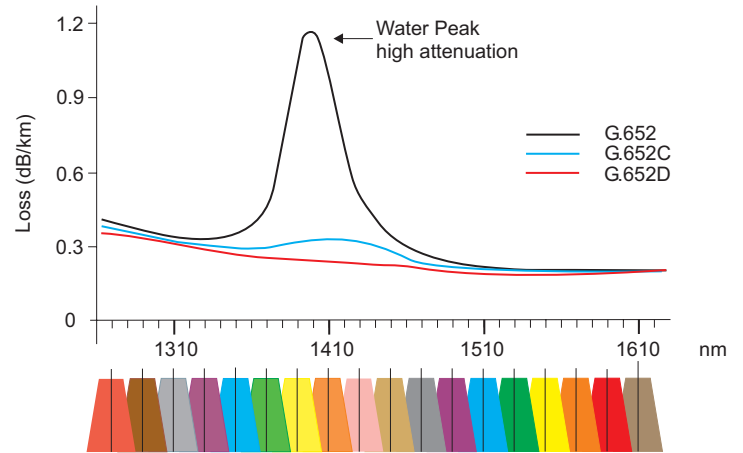 1.2
Water Peak
high attenuation
0.9
Loss (dB/km)
G.652
G.652C
0.6
G.652D
0.3
0
1310 1410 1510 1610 nm